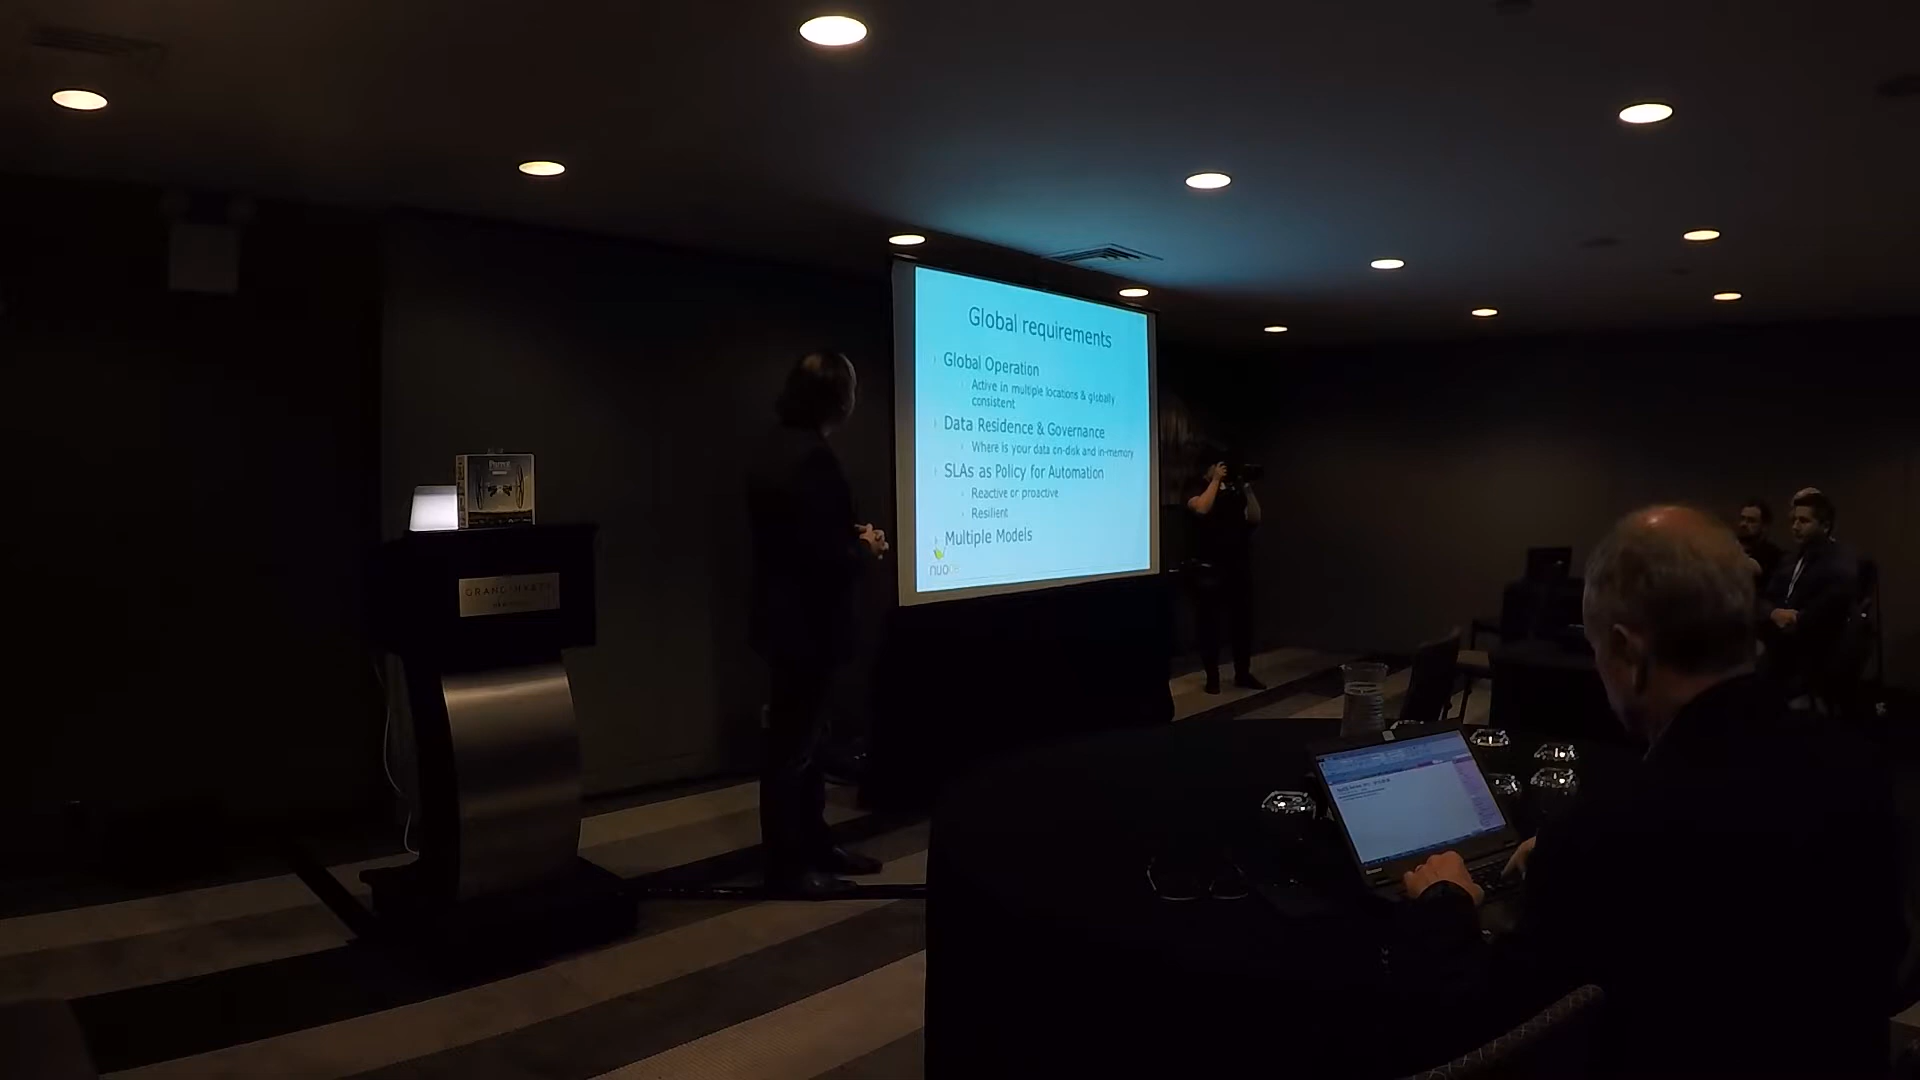 Global requirements
Global Operation
Active in multiple locations & globally
consistent
Data Residence & Governance
Where is your data on-disk and in-memory
SLAs as Policy for Automation
Reactive or proactive
Resilient
Multiple Models
GRAND HYATT